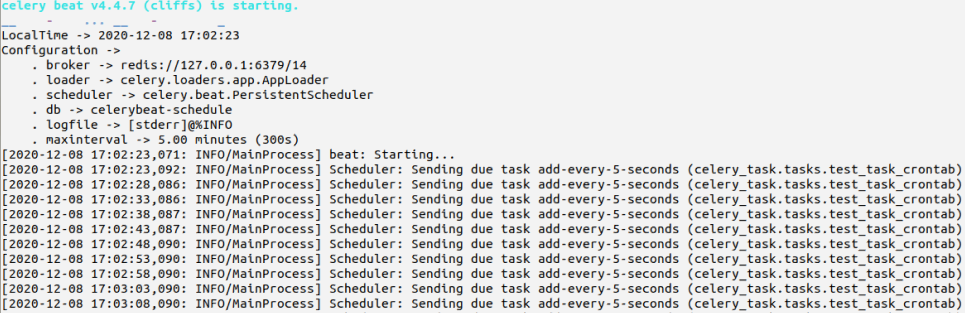 celery beat v4.4.7 (cliffs) is starting.
__    -    ... __   -        _
LocalTime -> 2020-12-08 17:02:23
Configuration ->
    . broker -> redis://127.0.0.1:6379/14
    . loader -> celery.loaders.app.AppLoader
    . scheduler -> celery.beat.PersistentScheduler
    . db -> celerybeat-schedule
    . logfile -> [stderr]@%INFO
    . maxinterval -> 5.00 minutes (300s)
[2020-12-08 17:02:23,071: INFO/MainProcess] beat: Starting...
[2020-12-08 17:02:23,092: INFO/MainProcess] Scheduler: Sending due task add-every-5-seconds (celery_task.tasks.test_task_crontab)
[2020-12-08 17:02:28,086: INFO/MainProcess] Scheduler: Sending due task add-every-5-seconds (celery_task.tasks.test_task_crontab)
[2020-12-08 17:02:33,086: INFO/MainProcess] Scheduler: Sending due task add-every-5-seconds (celery_task.tasks.test_task_crontab)
[2020-12-08 17:02:38,087: INFO/MainProcess] Scheduler: Sending due task add-every-5-seconds (celery_task.tasks.test_task_crontab)
[2020-12-08 17:02:43,087: INFO/MainProcess] Scheduler: Sending due task add-every-5-seconds (celery_task.tasks.test_task_crontab)
[2020-12-08 17:02:48,090: INFO/MainProcess] Scheduler: Sending due task add-every-5-seconds (celery_task.tasks.test_task_crontab)
[2020-12-08 17:02:53,090: INFO/MainProcess] Scheduler: Sending due task add-every-5-seconds (celery_task.tasks.test_task_crontab)
[2020-12-08 17:02:58,090: INFO/MainProcess] Scheduler: Sending due task add-every-5-seconds (celery_task.tasks.test_task_crontab)
[2020-12-08 17:03:03,090: INFO/MainProcess] Scheduler: Sending due task add-every-5-seconds (celery_task.tasks.test_task_crontab)
[2020-12-08 17:03:08,090: INFO/MainProcess] Scheduler: Sending due task add-every-5-seconds (celery_task.tasks.test_task_crontab)